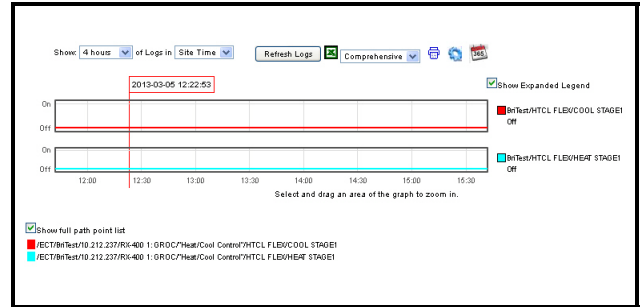 Show: 4 hours of Logs in Site Time Refresh Logs Comprehensive 365
2013-03-05 12:22:53
Show Expanded Legend
On
Off
BriTest/HTCL FLEX/COOL STAGE1
Off
On
Off
BriTest/HTCL FLEX/HEAT STAGE1
Off
12:00 12:30 13:00 13:30 14:00 14:30 15:00 15:30
Select and drag an area of the graph to zoom in.
Show full path point list
/ECT/BriTest/10.212.237/RX-400 1: GROC/"Heat/Cool Control"/HTCL FLEX/COOL STAGE1
/ECT/BriTest/10.212.237/RX-400 1: GROC/"Heat/Cool Control"/HTCL FLEX/HEAT STAGE1